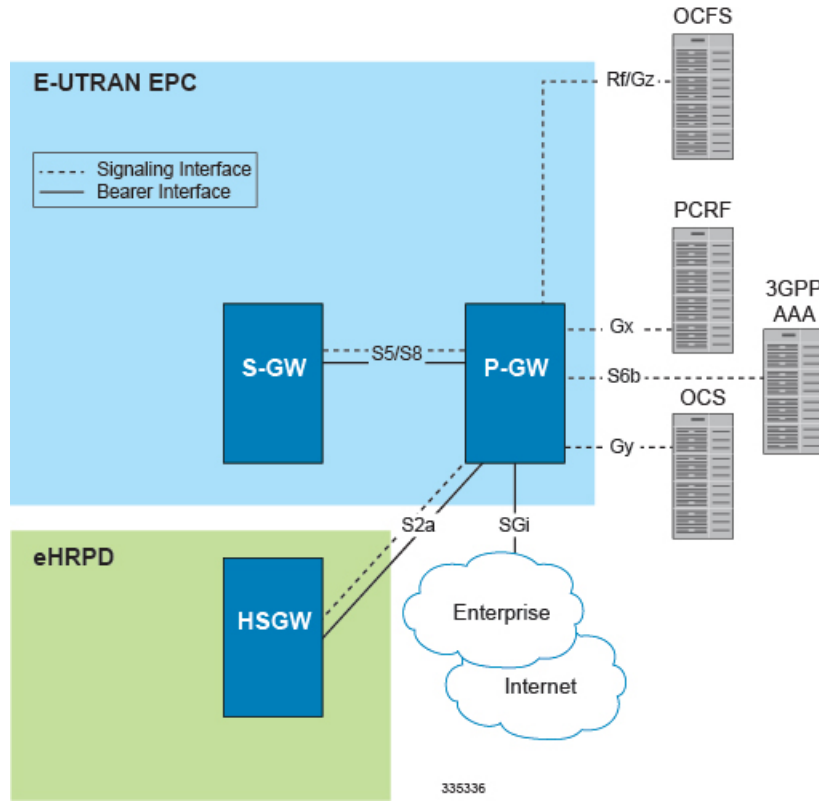 OCFS
E-UTRAN EPC
Rf/Gz
Signaling Interface
Bearer Interface
PCRF
3GPP
AAA
Gx
S-GW
S5/S8
P-GW
S6b
OCS
Gy
S2a
SGi
eHRPD
HSGW
Enterprise
Internet
335336